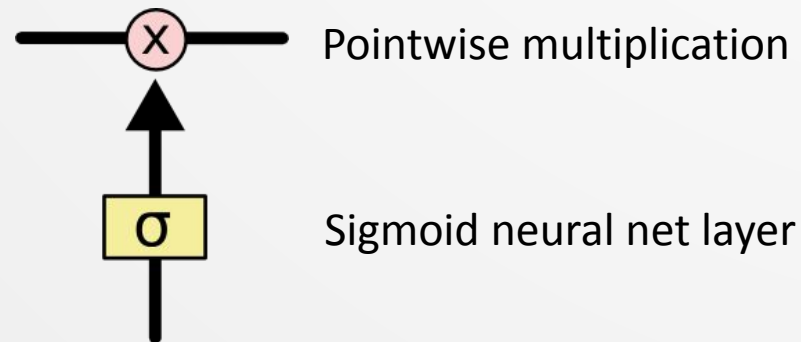 X Pointwise multiplication
σ Sigmoid neural net layer